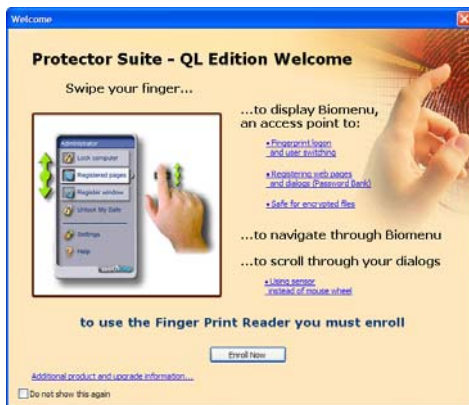 Welcome
Protector Suite - QL Edition Welcome
Swipe your finger...
Administrator
Lock computer
Registered pages
Register window
Unlock My Safe
Settings
Help
...to display Biomenu,
an access point to:
• Fingerprint logon
and user switching
• Registering web pages
and dialogs (Password Bank)
• Safe for encrypted files
...to navigate through Biomenu
...to scroll through your dialogs
• Using sensor
instead of mouse wheel
to use the Finger Print Reader you must enroll
Enroll Now
Additional product and upgrade information...
Do not show this again